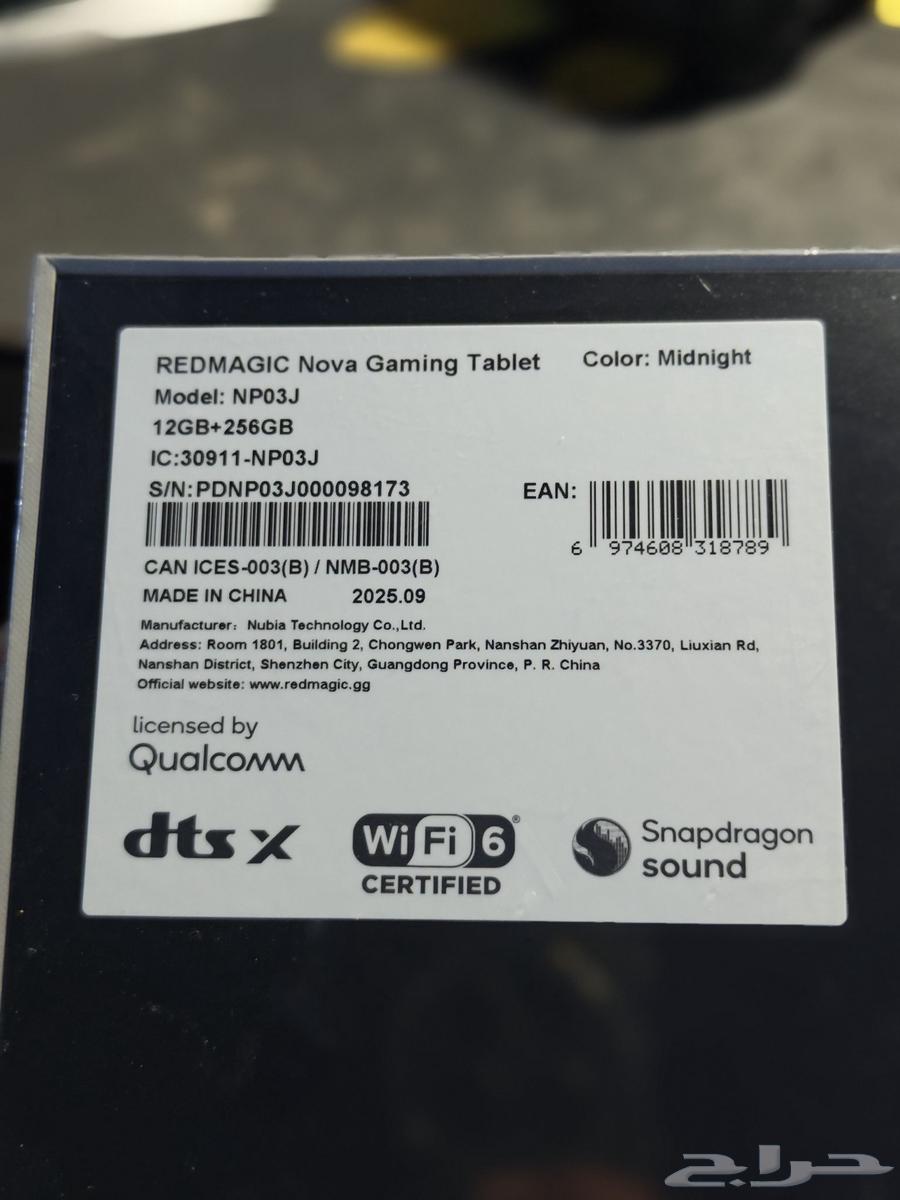 REDMAGIC Nova Gaming Tablet Color: Midnight
Model: NP03J
12GB+256GB
IC:30911-NP03J
S/N:PDNP03J000098173
EAN:
6 974608 318789
CAN ICES-003(B) / NMB-003(B)
MADE IN CHINA 2025.09
Manufacturer: Nubia Technology Co.,Ltd.
Address: Room 1801, Building 2, Chongwen Park, Nanshan Zhiyuan, No.3370, Liuxian Rd,
Nanshan District, Shenzhen City, Guangdong Province, P. R. China
Official website: www.redmagic.gg
licensed by
Qualcomm
dts x
Wi Fi 6®
CERTIFIED
Snapdragon
sound
حراج